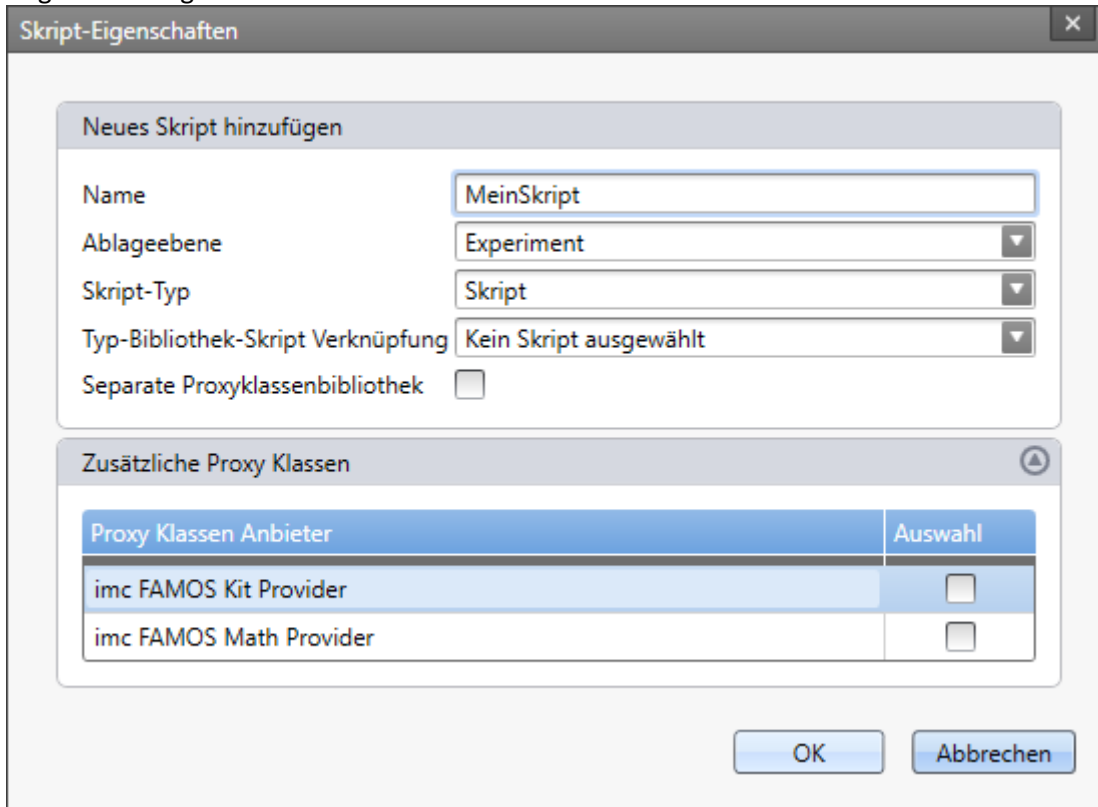 Skript-Eigenschaften
Neues Skript hinzufügen
Name MeinSkript
Ablageebene Experiment
Skript-Typ Skript
Typ-Bibliothek-Skript Verknüpfung Kein Skript ausgewählt
Separate Proxyklassenbibliothek
Zusätzliche Proxy Klassen
Proxy Klassen Anbieter Auswahl
imc FAMOS Kit Provider
imc FAMOS Math Provider
OK Abbrechen